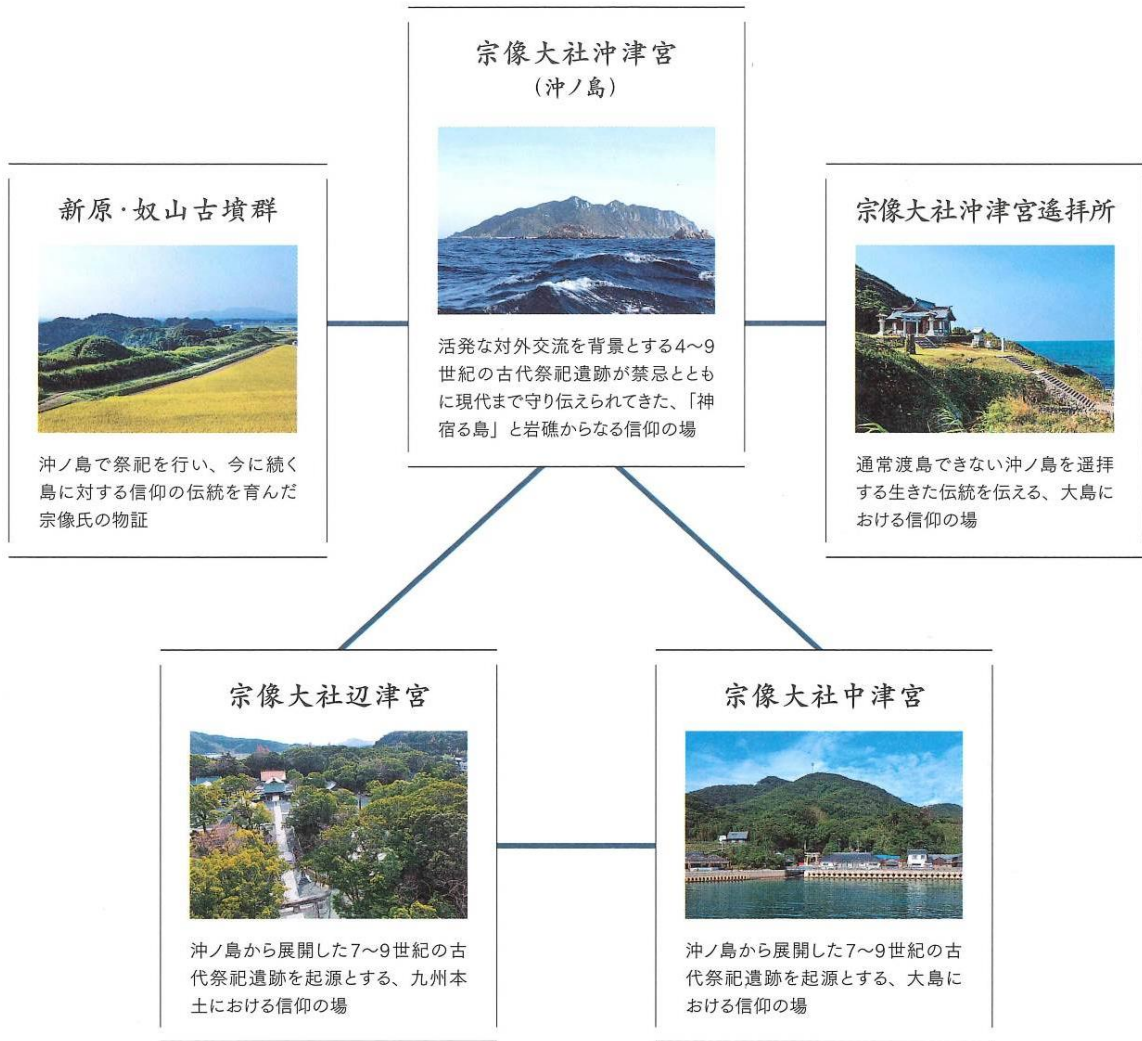 宗像大社沖津宮
(沖ノ島)
活発な対外交流を背景とする4〜9
世紀の古代祭祀遺跡が禁忌ととも
に現代まで守り伝えられてきた、「神
宿る島」と岩礁からなる信仰の場
新原・奴山古墳群
沖ノ島で祭祀を行い、今に続く
島に対する信仰の伝統を育んだ
宗像氏の物証
宗像大社沖津宮遙拝所
通常渡島できない沖ノ島を遥拝
する生きた伝統を伝える、大島に
おける信仰の場
宗像大社辺津宮
沖ノ島から展開した7〜9世紀の古
代祭祀遺跡を起源とする、九州本
土における信仰の場
宗像大社中津宮
沖ノ島から展開した7〜9世紀の古
代祭祀遺跡を起源とする、大島に
おける信仰の場